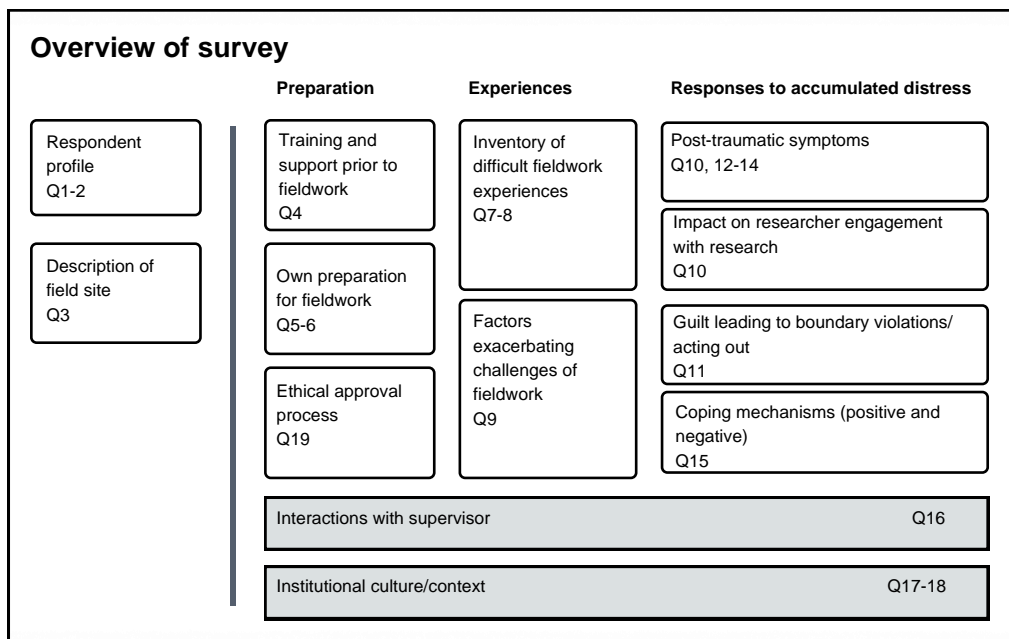 Overview of survey
Preparation
Experiences
Responses to accumulated distress
Respondent
profile
Q1-2
Description of
field site
Q3
Training and
support prior to
fieldwork
Q4
Own preparation
for fieldwork
Q5-6
Ethical approval
process
Q19
Inventory of
difficult fieldwork
experiences
Q7-8
Factors
exacerbating
challenges of
fieldwork
Q9
Post-traumatic symptoms
Q10, 12-14
Impact on researcher engagement
with research
Q10
Guilt leading to boundary violations/
acting out
Q11
Coping mechanisms (positive and
negative)
Q15
Interactions with supervisor Q16
Institutional culture/context Q17-18